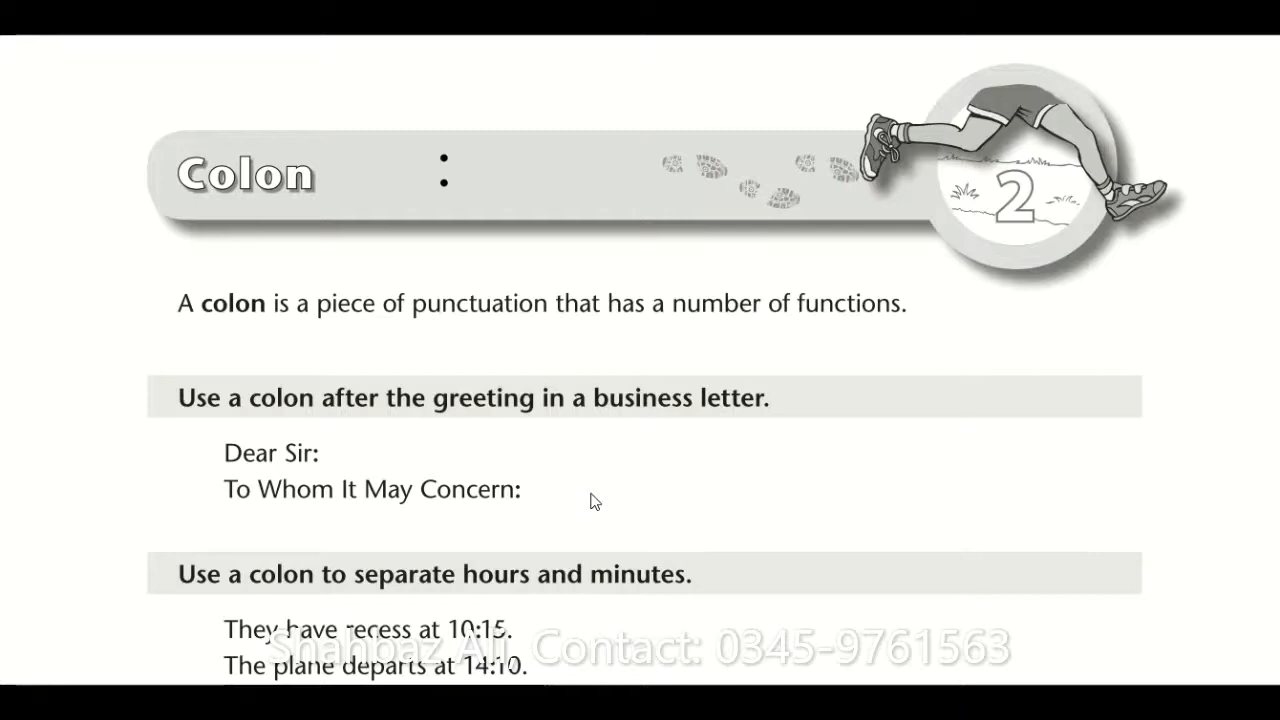 Colon :
2
A colon is a piece of punctuation that has a number of functions.
Use a colon after the greeting in a business letter.
Dear Sir:
To Whom It May Concern:
Use a colon to separate hours and minutes.
They have recess at 10:15.
Shahbaz Ali, Contact: 0345-9761563
The plane departs at 14:10.